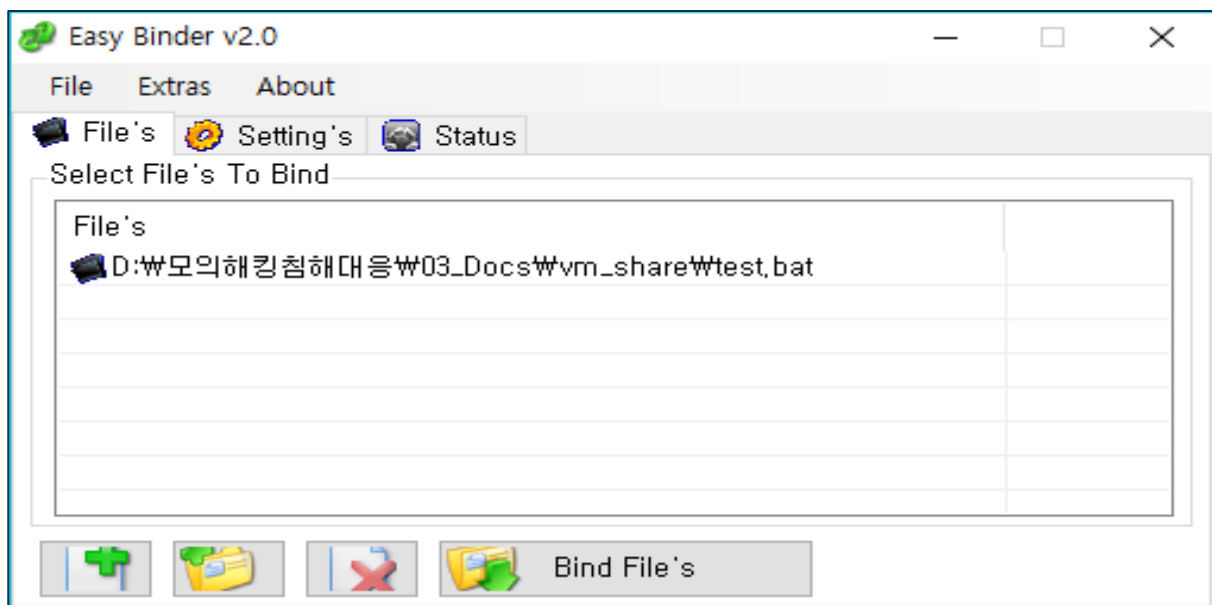 Easy Binder v2.0
File Extras About
File's Setting's Status
Select File's To Bind
File's
D:₩모의해킹침해대응₩03_Docs₩vm_share₩test.bat
Bind File's